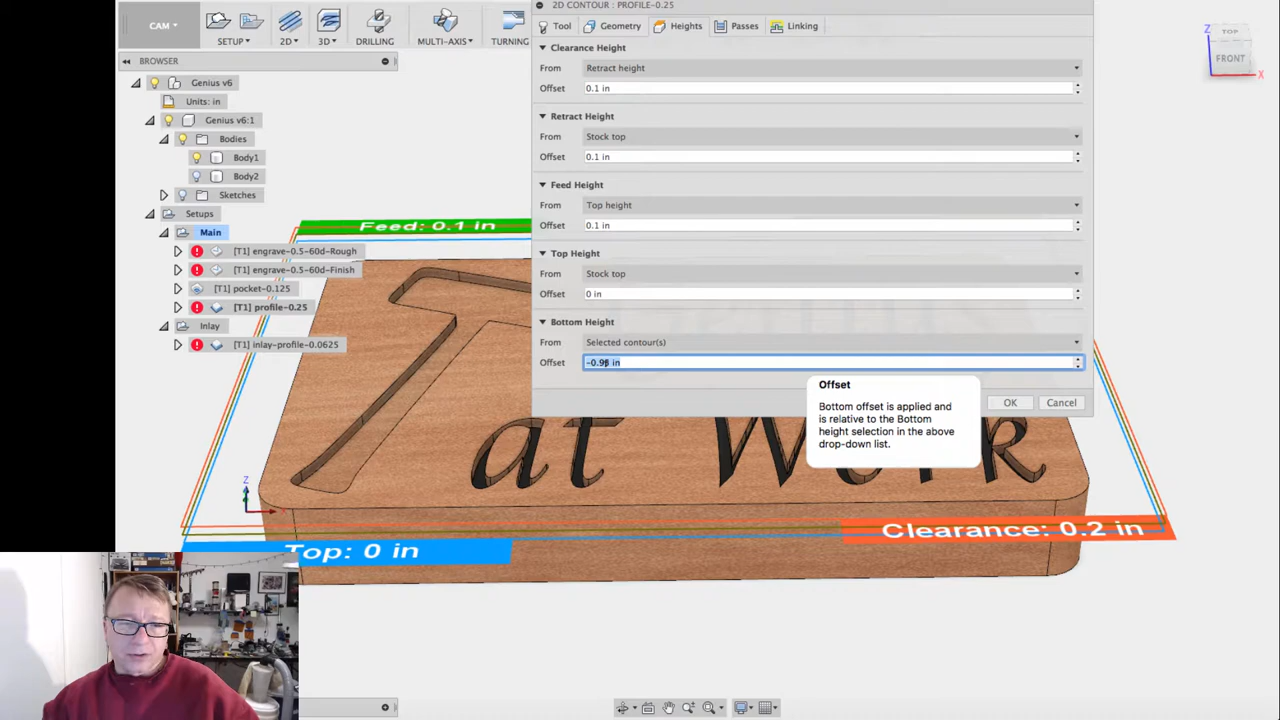 CAM
SETUP
2D
3D
DRILLING
MULTI-AXIS
TURNING
BROWSER
Genius v6
Units: in
Genius v6:1
Bodies
Body1
Body2
Sketches
Setups
Main
[T1] engrave-0.5-60d-Rough
[T1] engrave-0.5-60d-Finish
[T1] pocket-0.125
[T1] profile-0.25
Inlay
[T1] inlay-profile-0.0625
2D CONTOUR : PROFILE-0.25
Tool Geometry Heights Passes Linking
Clearance Height
From Retract height
Offset 0.1 in
Retract Height
From Stock top
Offset 0.1 in
Feed Height
From Top height
Offset 0.1 in
Top Height
From Stock top
Offset 0 in
Bottom Height
From Selected contour(s)
Offset in
OK Cancel
Offset
Bottom offset is applied and
is relative to the Bottom
height selection in the above
drop-down list.
TOP
FRONT
Z
X
Feed: 0.1 in
at Work
Z
Clearance: 0.2 in
Top: 0 in